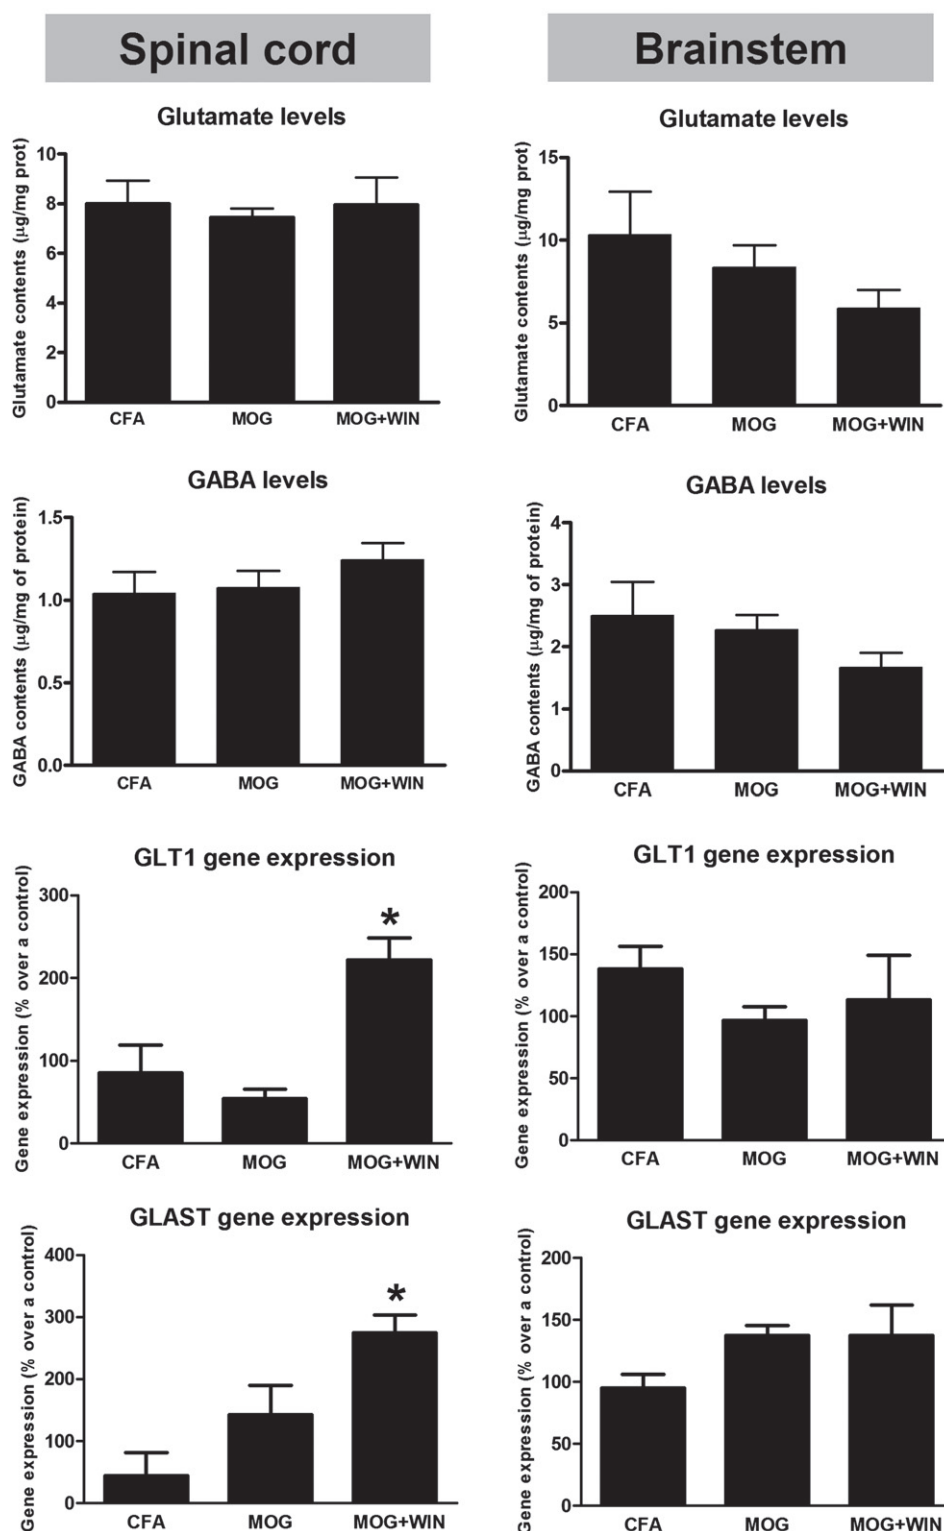 Spinal cord
Glutamate levels
Glutamate contents (µg/mg prot)
10
8
6
4
2
0
CFA MOG MOG+WIN
GABA levels
GABA contents (µg/mg of protein)
1.5
1.0
0.5
0.0
CFA MOG MOG+WIN
GLT1 gene expression
Gene expression (% over a control)
300
200
100
0
*
CFA MOG MOG+WIN
GLAST gene expression
Gene expression (% over a control)
400
300
200
100
0
*
CFA MOG MOG+WIN
Brainstem
Glutamate levels
Glutamate contents (µg/mg prot)
15
10
5
0
CFA MOG MOG+WIN
GABA levels
GABA contents (µg/mg of protein)
4
3
2
1
0
CFA MOG MOG+WIN
GLT1 gene expression
Gene expression (% over a control)
200
150
100
50
0
CFA MOG MOG+WIN
GLAST gene expression
Gene expression (% over a control)
200
150
100
50
0
CFA MOG MOG+WIN